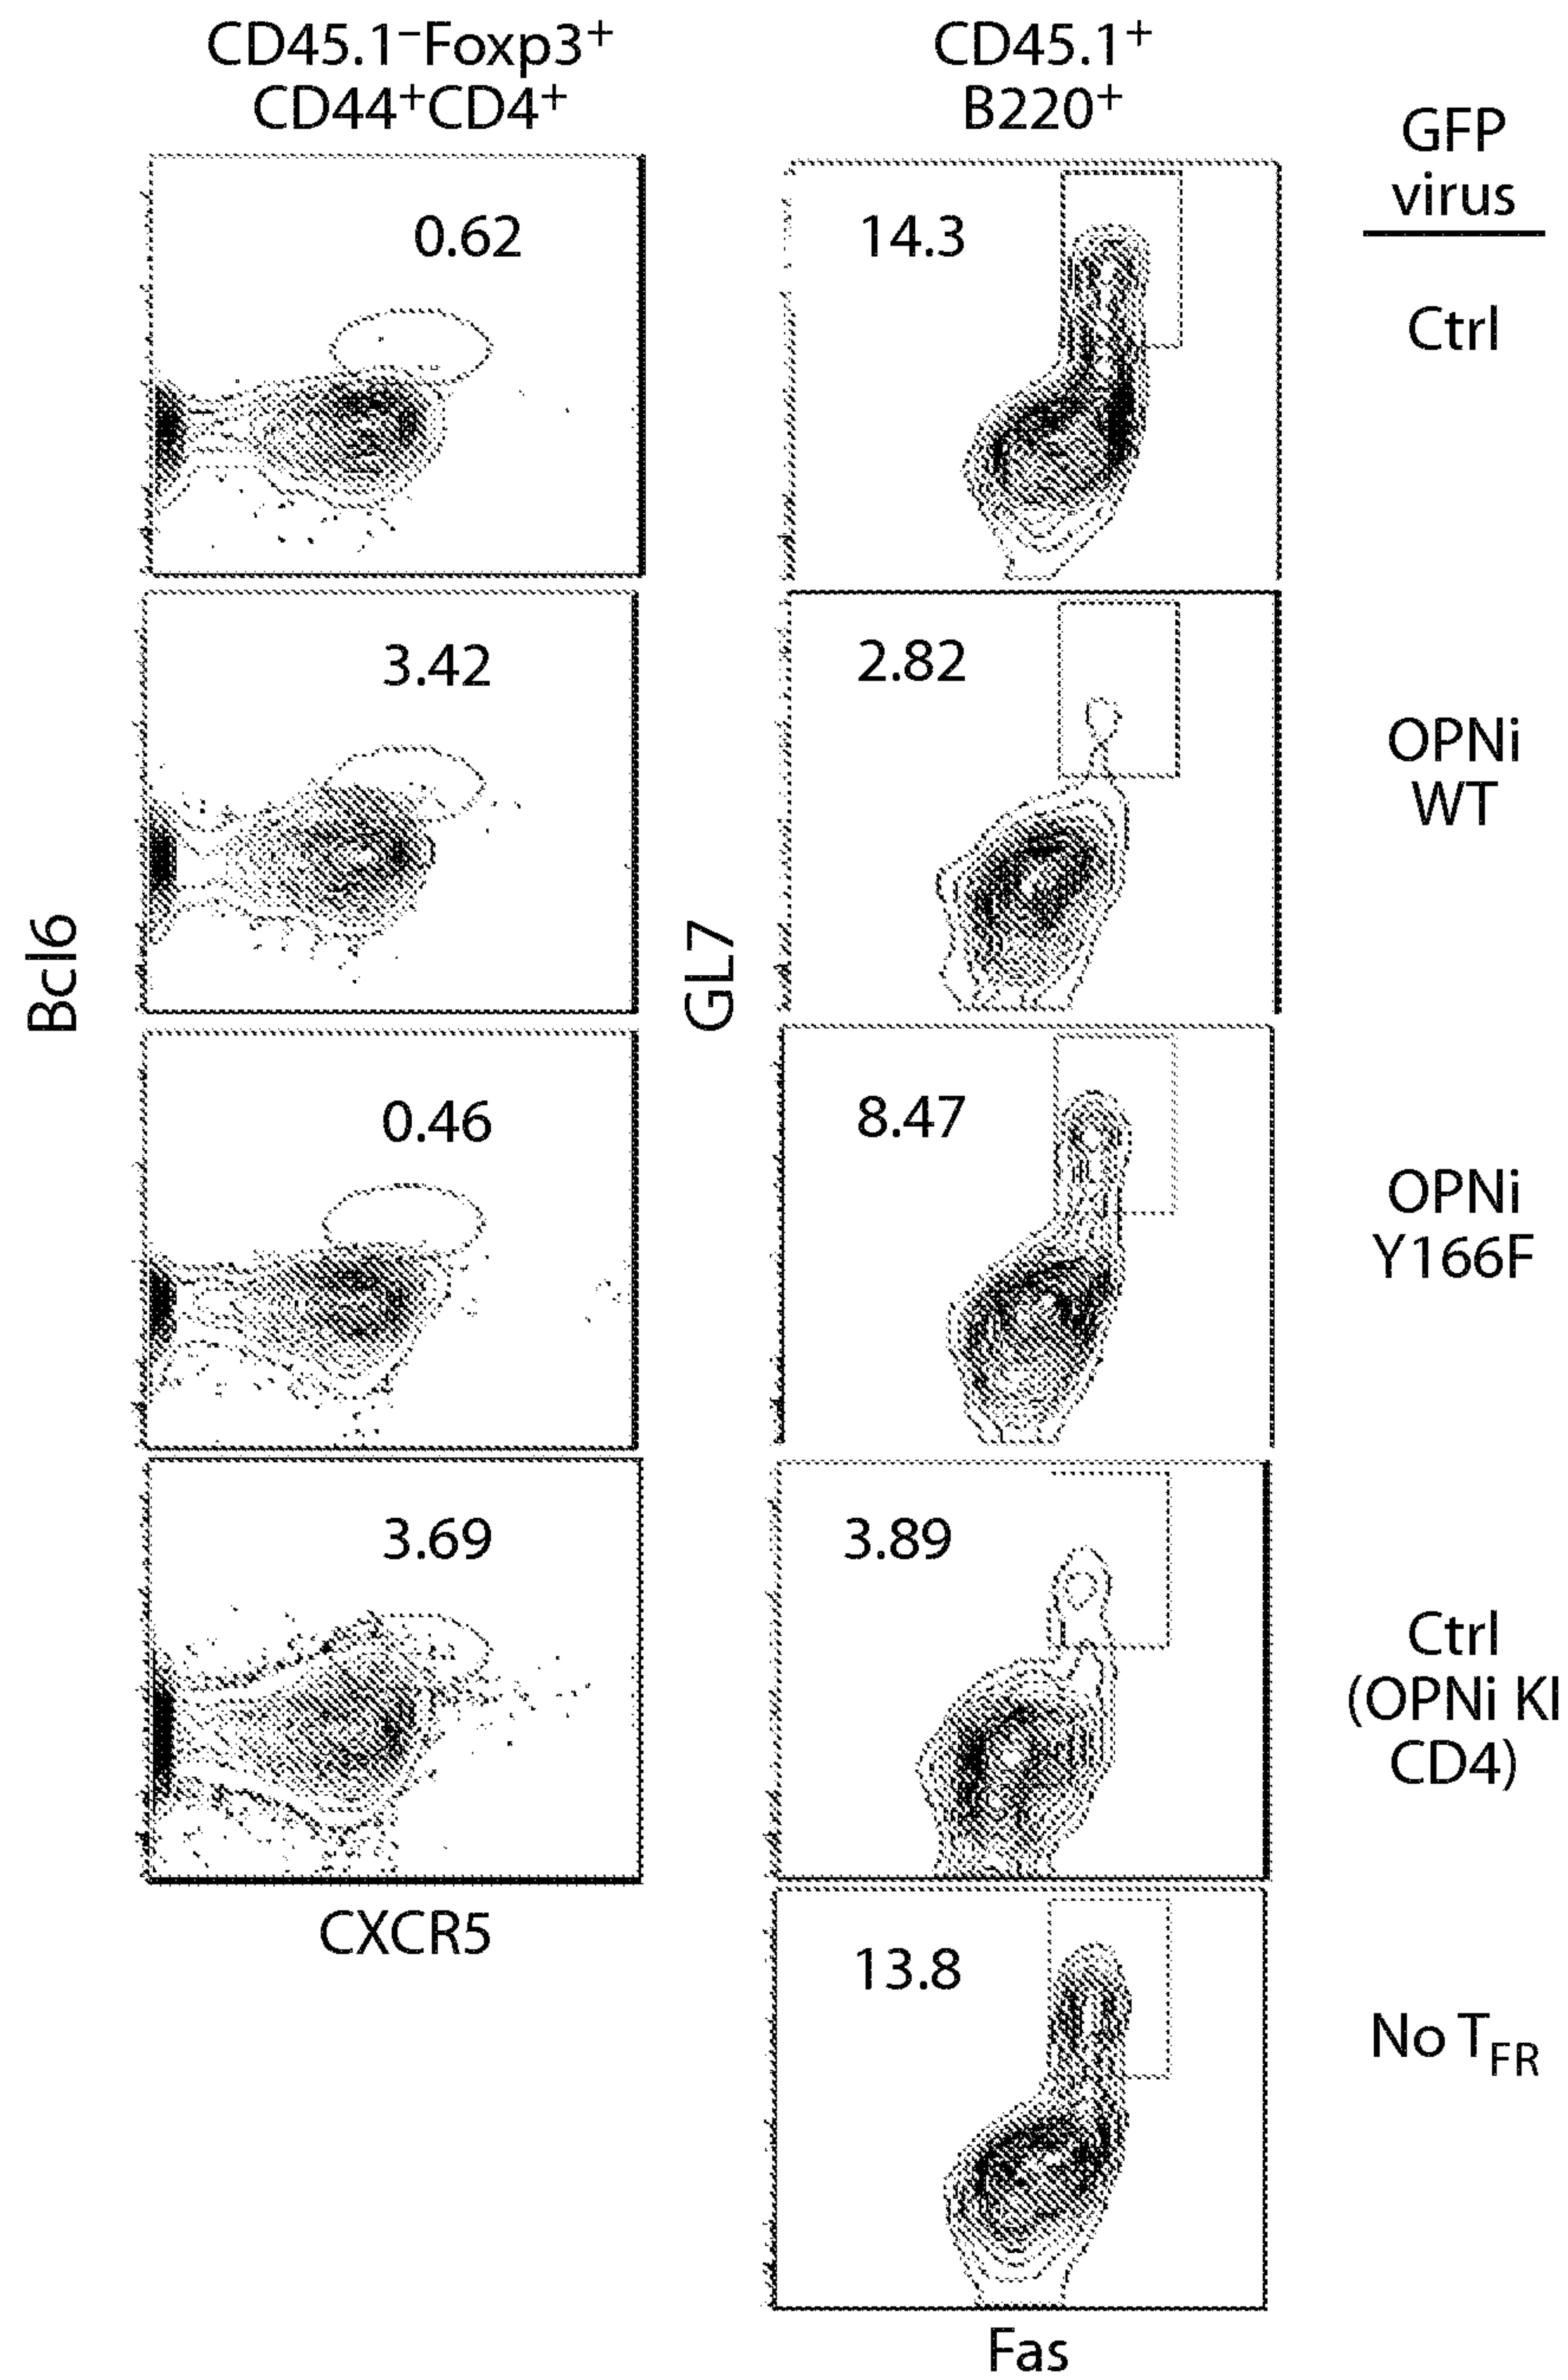 CD45.1⁻Foxp3⁺
CD44⁺CD4⁺
CD45.1⁺
B220⁺
GFP
virus
0.62
14.3
Ctrl
3.42
2.82
OPNi
WT
Bcl6
GL7
0.46
8.47
OPNi
Y166F
3.69
3.89
Ctrl
(OPNi KI
CD4)
CXCR5
13.8
No T_FR
Fas